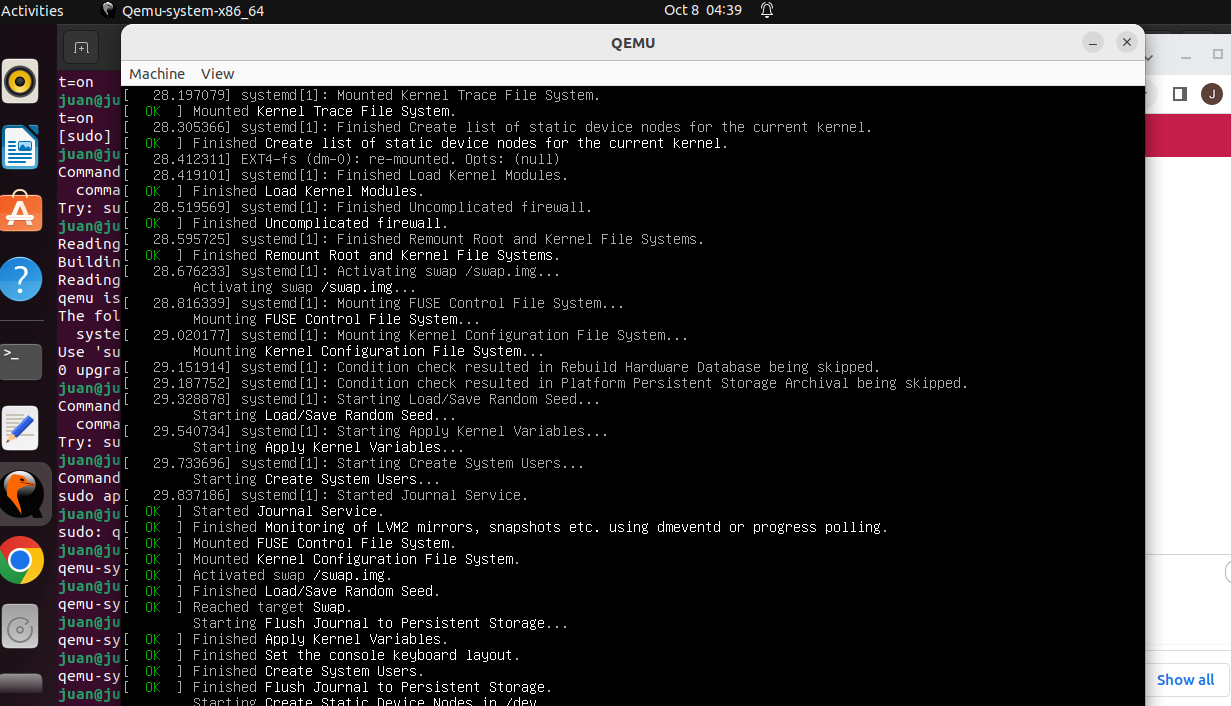 Activities Qemu-system-x86_64 Oct 8 04:39
QEMU
Machine View
[ 28.197079] systemd[1]: Mounted Kernel Trace File System.
[ OK ] Mounted Kernel Trace File System.
[ 28.305366] systemd[1]: Finished Create list of static device nodes for the current kernel.
[ OK ] Finished Create list of static device nodes for the current kernel.
[ 28.412311] EXT4-fs (dm-0): re-mounted. Opts: (null)
[ 28.419101] systemd[1]: Finished Load Kernel Modules.
[ OK ] Finished Load Kernel Modules.
[ 28.519569] systemd[1]: Finished Uncomplicated firewall.
[ OK ] Finished Uncomplicated firewall.
[ 28.595725] systemd[1]: Finished Remount Root and Kernel File Systems.
[ OK ] Finished Remount Root and Kernel File Systems.
[ 28.676233] systemd[1]: Activating swap /swap.img...
Activating swap /swap.img...
[ 28.816339] systemd[1]: Mounting FUSE Control File System...
Mounting FUSE Control File System...
[ 29.020177] systemd[1]: Mounting Kernel Configuration File System...
Mounting Kernel Configuration File System...
[ 29.151914] systemd[1]: Condition check resulted in Rebuild Hardware Database being skipped.
[ 29.187752] systemd[1]: Condition check resulted in Platform Persistent Storage Archival being skipped.
[ 29.328878] systemd[1]: Starting Load/Save Random Seed...
Starting Load/Save Random Seed...
[ 29.540734] systemd[1]: Starting Apply Kernel Variables...
Starting Apply Kernel Variables...
[ 29.733696] systemd[1]: Starting Create System Users...
Starting Create System Users...
[ 29.837186] systemd[1]: Started Journal Service.
[ OK ] Started Journal Service.
[ OK ] Finished Monitoring of LVM2 mirrors, snapshots etc. using dmeventd or progress polling.
[ OK ] Mounted FUSE Control File System.
[ OK ] Mounted Kernel Configuration File System.
[ OK ] Activated swap /swap.img.
[ OK ] Finished Load/Save Random Seed.
[ OK ] Reached target Swap.
Starting Flush Journal to Persistent Storage...
[ OK ] Finished Apply Kernel Variables.
[ OK ] Finished Set the console keyboard layout.
[ OK ] Finished Create System Users.
[ OK ] Finished Flush Journal to Persistent Storage.
Starting Create Static Device Nodes in /dev
t=on
juan@ju
t=on
[sudo]
juan@ju
Command
comma
Try: su
juan@ju
Reading
Buildin
Reading
qemu is
The fol
syste
Use 'su
0 upgra
juan@ju
Command
comma
Try: su
juan@ju
Command
sudo ap
juan@ju
sudo: q
juan@ju
qemu-sy
juan@ju
qemu-sy
juan@ju
qemu-sy
juan@ju
qemu-sy
juan@ju
J
Show all